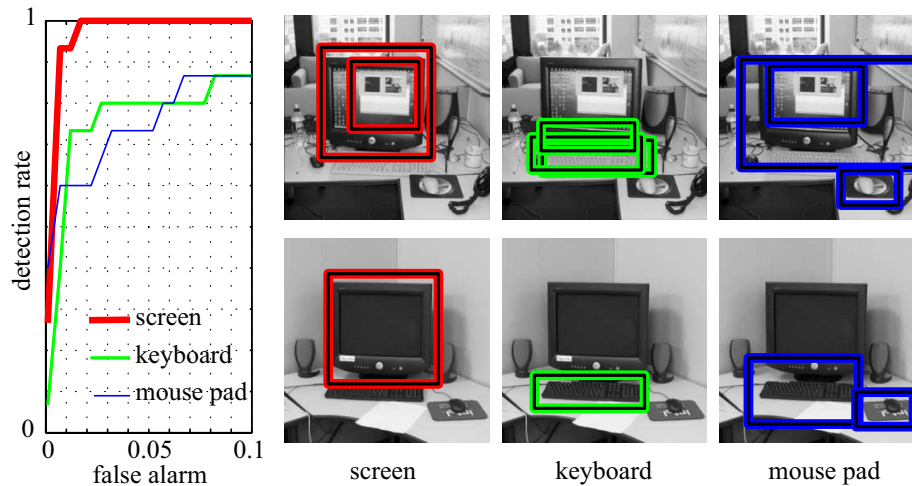 1
detection rate
screen
keyboard
mouse pad
0
0 0.05 0.1
false alarm
screen keyboard mouse pad